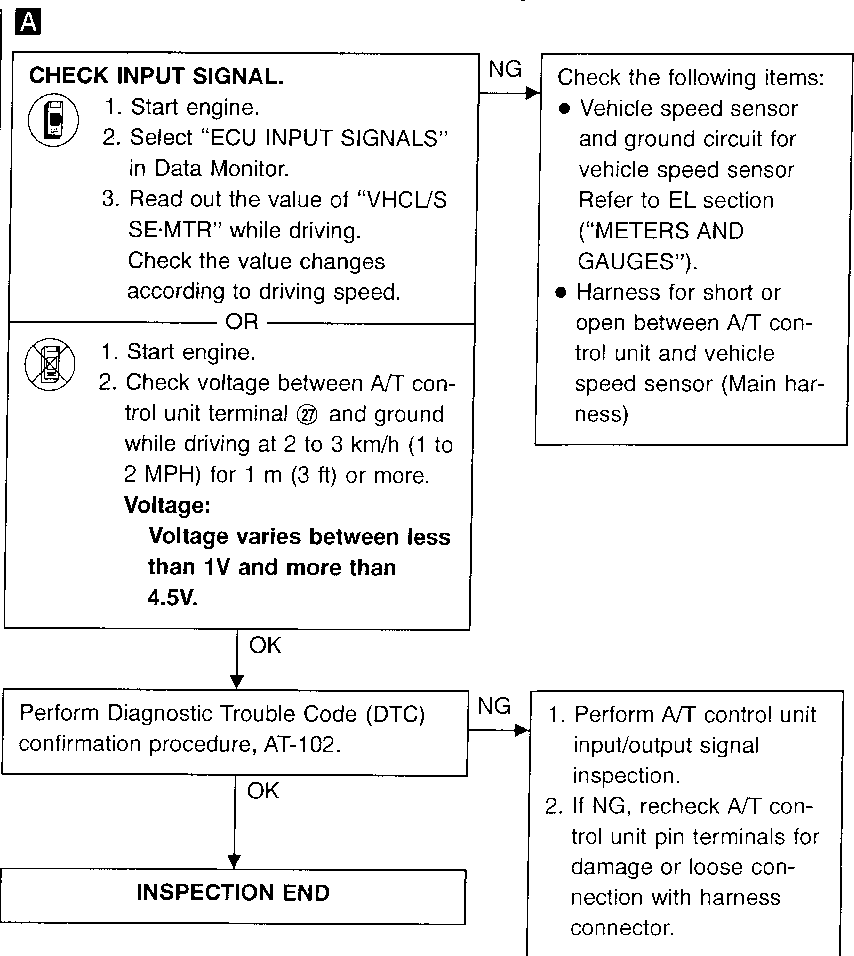 A
CHECK INPUT SIGNAL.
1. Start engine.
2. Select “ECU INPUT SIGNALS”
in Data Monitor.
3. Read out the value of “VHCL/S
SE·MTR” while driving.
Check the value changes
according to driving speed.
OR
1. Start engine.
2. Check voltage between A/T con-
trol unit terminal ㉗ and ground
while driving at 2 to 3 km/h (1 to
2 MPH) for 1 m (3 ft) or more.
Voltage:
Voltage varies between less
than 1V and more than
4.5V.
NG
Check the following items:
● Vehicle speed sensor
and ground circuit for
vehicle speed sensor
Refer to EL section
(“METERS AND
GAUGES”).
● Harness for short or
open between A/T con-
trol unit and vehicle
speed sensor (Main har-
ness)
OK
Perform Diagnostic Trouble Code (DTC)
confirmation procedure, AT-102.
NG
1. Perform A/T control unit
input/output signal
inspection.
2. If NG, recheck A/T con-
trol unit pin terminals for
damage or loose con-
nection with harness
connector.
OK
INSPECTION END